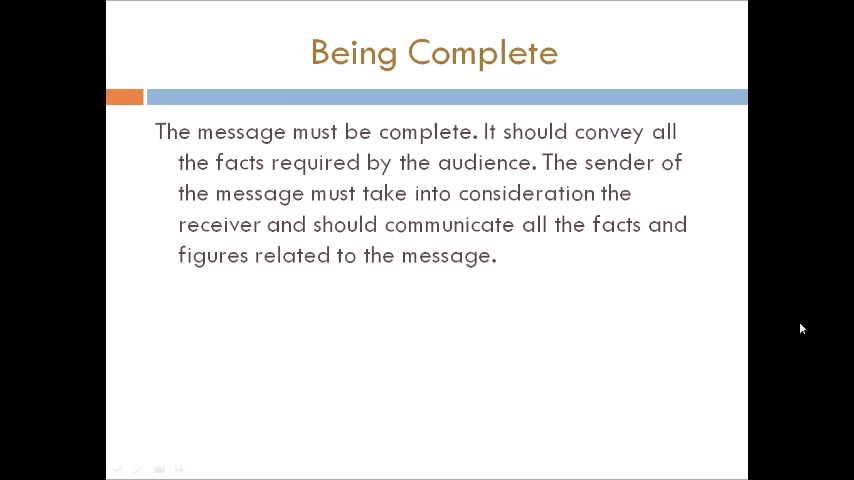 Being Complete
The message must be complete. It should convey all
the facts required by the audience. The sender of
the message must take into consideration the
receiver and should communicate all the facts and
figures related to the message.